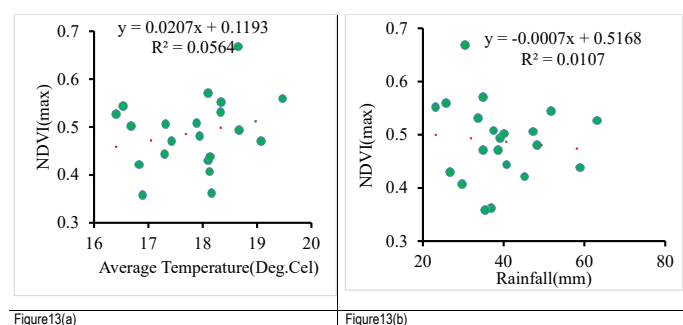 y = 0.0207x + 0.1193
R² = 0.0564
0.7
0.6
0.5
0.4
0.3
NDVI(max)
16 17 18 19 20
Average Temperature(Deg.Cel)
Figure13(a)
y = -0.0007x + 0.5168
R² = 0.0107
0.7
0.6
0.5
0.4
0.3
NDVI(max)
20 40 60 80
Rainfall(mm)
Figure13(b)